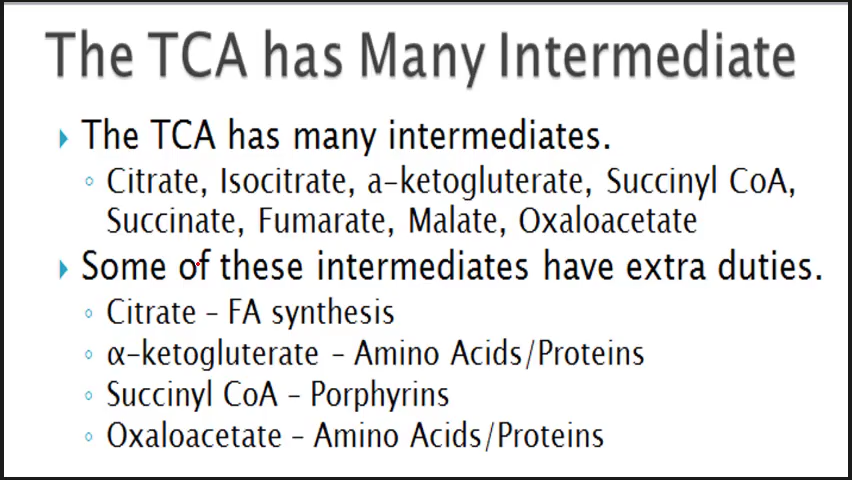 The TCA has Many Intermediate
The TCA has many intermediates.
Citrate, Isocitrate, a-ketogluterate, Succinyl CoA,
Succinate, Fumarate, Malate, Oxaloacetate
Some of these intermediates have extra duties.
Citrate – FA synthesis
α-ketogluterate – Amino Acids/Proteins
Succinyl CoA – Porphyrins
Oxaloacetate – Amino Acids/Proteins